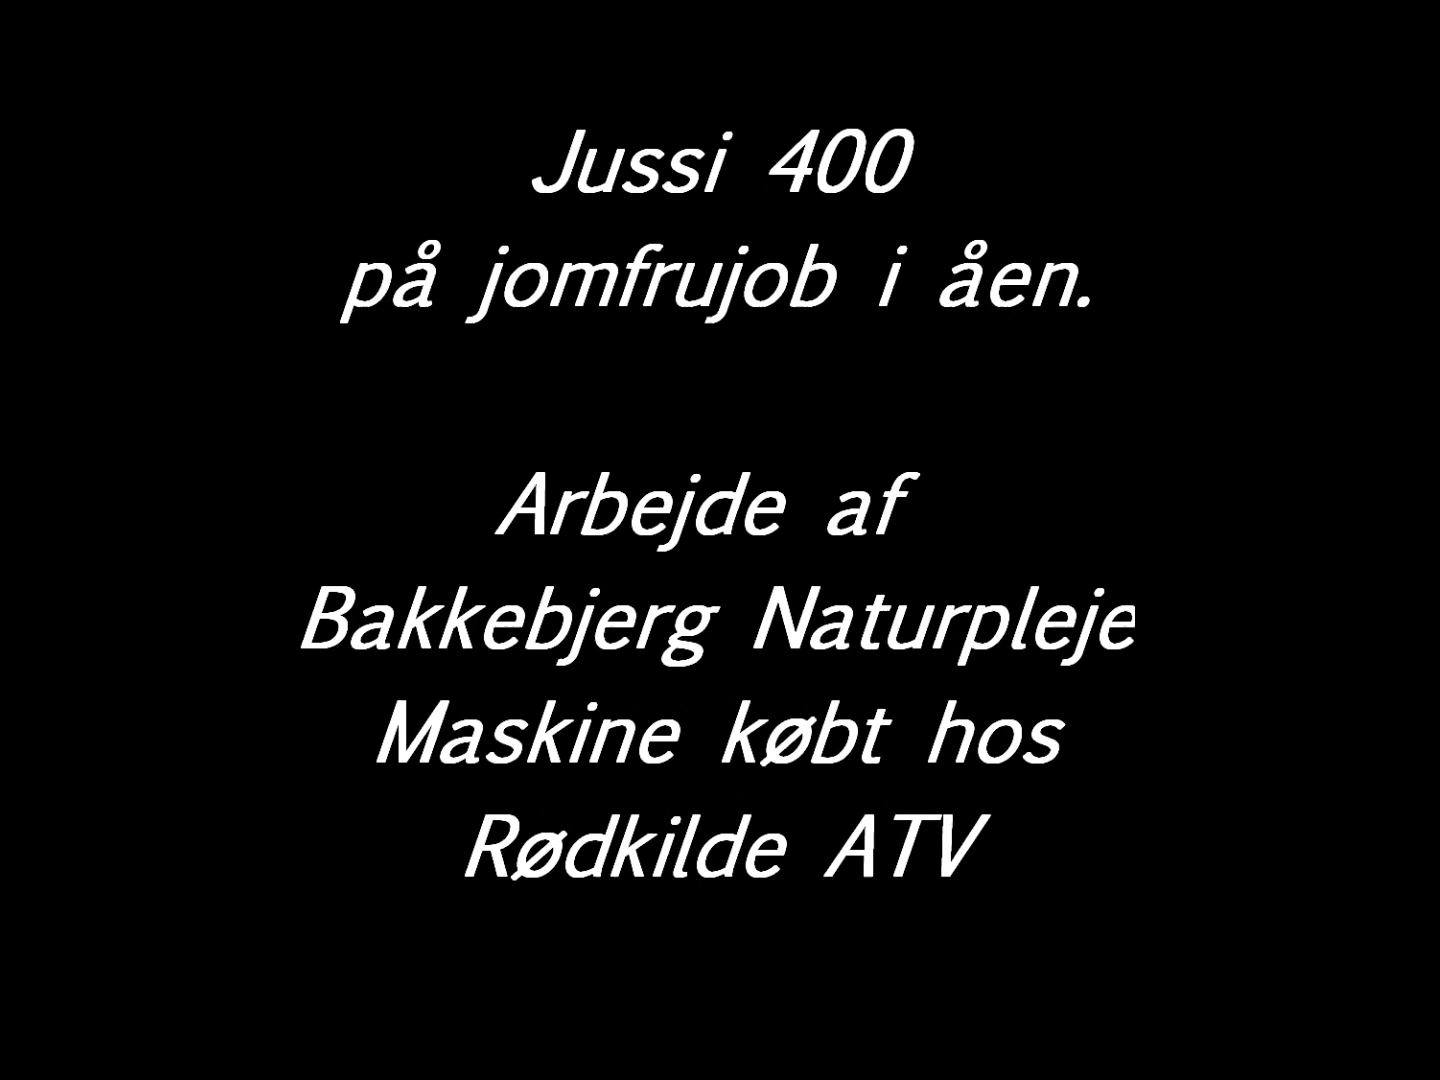 Jussi 400
på jomfrujob i åen.
Arbejde af
Bakkebjerg Naturpleje
Maskine købt hos
Rødkilde ATV